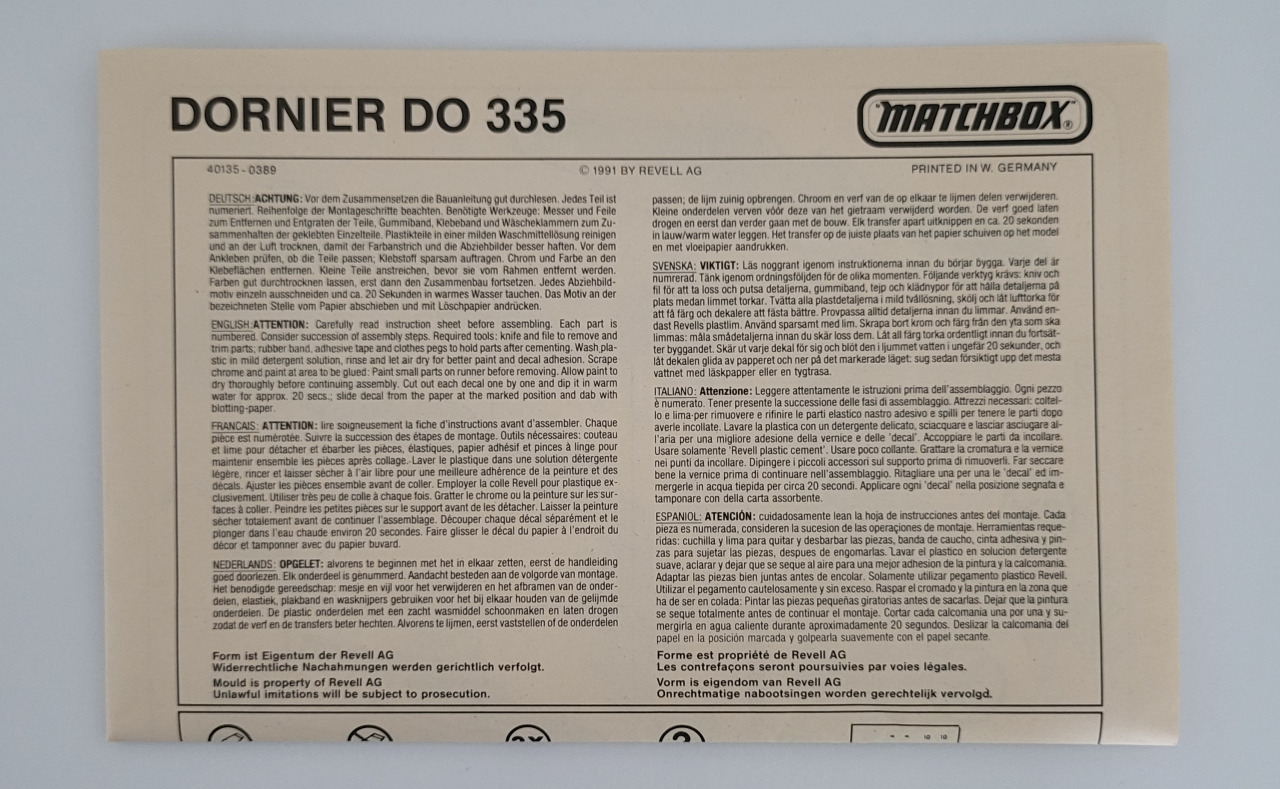 DORNIER DO 335
"MATCHBOX"®
40135-0389
© 1991 BY REVELL AG
PRINTED IN W. GERMANY
DEUTSCH:ACHTUNG: Vor dem Zusammensetzen die Bauanleitung gut durchlesen. Jedes Teil ist
numeriert. Reihenfolge der Montageschritte beachten. Benötigte Werkzeuge: Messer und Feile
zum Entfernen und Entgraten der Teile, Gummiband, Klebeband und Wäscheklammern zum Zu-
sammenhalten der geklebten Einzelteile. Plastikteile in einer milden Waschmittellösung reinigen
und an der Luft trocknen, damit der Farbanstrich und die Abziehbilder besser haften. Vor dem
Ankleben prüfen, ob die Teile passen; Klebstoff sparsam auftragen. Chrom und Farbe an den
Klebeflächen entfernen. Kleine Teile anstreichen, bevor sie vom Rahmen entfernt werden.
Farben gut durchtrocknen lassen, erst dann den Zusammenbau fortsetzen. Jedes Abziehbild-
motiv einzeln ausschneiden und ca. 20 Sekunden in warmes Wasser tauchen. Das Motiv an der
bezeichneten Stelle vom Papier abschieben und mit Löschpapier andrücken.
ENGLISH:ATTENTION: Carefully read instruction sheet before assembling. Each part is
numbered. Consider succession of assembly steps. Required tools: knife and file to remove and
trim parts; rubber band, adhesive tape and clothes pegs to hold parts after cementing. Wash pla-
stic in mild detergent solution, rinse and let air dry for better paint and decal adhesion. Scrape
chrome and paint at area to be glued: Paint small parts on runner before removing. Allow paint to
dry thoroughly before continuing assembly. Cut out each decal one by one and dip it in warm
water for approx. 20 secs.; slide decal from the paper at the marked position and dab with
blotting-paper.
FRANCAIS: ATTENTION: lire soigneusement la fiche d'instructions avant d'assembler. Chaque
pièce est numérotée. Suivre la succession des étapes de montage. Outils nécessaires: couteau
et lime pour détacher et ébarber les pièces, élastiques, papier adhésif et pinces à linge pour
maintenir ensemble les pièces après collage. Laver le plastique dans une solution détergente
légère, rincer et laisser sécher à l'air libre pour une meilleure adhérence de la peinture et des
décals. Ajuster les pièces ensemble avant de coller. Employer la colle Revell pour plastique ex-
clusivement. Utiliser très peu de colle à chaque fois. Gratter le chrome ou la peinture sur les sur-
faces à coller. Peindre les petites pièces sur le support avant de les détacher. Laisser la peinture
sécher totalement avant de continuer l'assemblage. Découper chaque décal séparément et le
plonger dans l'eau chaude environ 20 secondes. Faire glisser le décal du papier à l'endroit du
décor et tamponner avec du papier buvard.
NEDERLANDS: OPGELET: alvorens te beginnen met het in elkaar zetten, eerst de handleiding
goed doorlezen. Elk onderdeel is genummerd. Aandacht besteden aan de volgorde van montage.
Het benodigde gereedschap: mesje en vijl voor het verwijderen en het afbramen van de onder-
delen, elastiek, plakband en wasknijpers gebruiken voor het bij elkaar houden van de gelijmde
onderdelen. De plastic onderdelen met een zacht wasmiddel schoonmaken en laten drogen
zodat de verf en de transfers beter hechten. Alvorens te lijmen, eerst vaststellen of de onderdelen
passen; de lijm zuinig opbrengen. Chroom en verf van de op elkaar te lijmen delen verwijderen.
Kleine onderdelen verven vóór deze van het gietraam verwijderd worden. De verf goed laten
drogen en eerst dan verder gaan met de bouw. Elk transfer apart uitknippen en ca. 20 sekonden
in lauw/warm water leggen. Het transfer op de juiste plaats van het papier schuiven op het model
en met vloeipapier aandrukken.
SVENSKA: VIKTIGT: Läs noggrant igenom instruktionerna innan du börjar bygga. Varje del är
numrerad. Tänk igenom ordningsföljden för de olika momenten. Följande verktyg krävs: kniv och
fil för att ta loss och putsa detaljerna, gummiband, tejp och klädnypor för att hålla detaljerna på
plats medan limmet torkar. Tvätta alla plastdetaljerna i mild tvållösning, skölj och låt lufttorka för
att få färg och dekalere att fästa bättre. Provpassa alltid detaljerna innan du limmar. Använd en-
dast Revells plastlim. Använd sparsamt med lim. Skrapa bort krom och färg från den yta som ska
limmas: måla smådetaljerna innan du skär loss dem. Låt all färg torka ordentligt innan du fortsät-
ter byggandet. Skär ut varje dekal för sig och blöt den i ljummet vatten i ungefär 20 sekunder, och
låt dekalen glida av papperet och ner på det markerade läget: sug sedan försiktigt upp det mesta
vattnet med läskpapper eller en tygtrasa.
ITALIANO: Attenzione: Leggere attentamente le istruzioni prima dell'assemblaggio. Ogni pezzo
è numerato. Tener presente la successione delle fasi di assemblaggio. Attrezzi necessari: coltel-
lo e lima-per rimuovere e rifinire le parti elastico nastro adesivo e spilli per tenere le parti dopo
averle incollate. Lavare la plastica con un detergente delicato, sciacquare e lasciar asciugare al-
l'aria per una migliore adesione della vernice e delle 'decal'. Accoppiare le parti da incollare.
Usare solamente 'Revell plastic cement'. Usare poco collante. Grattare la cromatura e la vernice
nei punti da incollare. Dipingere i piccoli accessori sul supporto prima di rimuoverli. Far seccare
bene la vernice prima di continuare nell'assemblaggio. Ritagliare una per una le 'decal' ed im-
mergerle in acqua tiepida per circa 20 secondi. Applicare ogni 'decal' nella posizione segnata e
tamponare con della carta assorbente.
ESPANIOL: ATENCIÓN: cuidadosamente lean la hoja de instrucciones antes del montaje. Cada
pieza es numerada, consideren la sucesion de las operaçiones de montaje. Herramientas reque-
ridas: cuchilla y lima para quitar y desbarbar las piezas, banda de caucho, cinta adhesiva y pin-
zas para sujetar las piezas, despues de engomarlas. Lavar el plastico en solucion detergente
suave, aclarar y dejar que se seque al aire para una mejor adhesion de la pintura y la calcomania.
Adaptar las piezas bien juntas antes de encolar. Solamente utilizar pegamento plastico Revell.
Utilizar el pegamento cautelosamente y sin exceso. Raspar el cromado y la pintura en la zona que
ha de ser en colada: Pintar las piezas pequeñas giratorias antes de sacarlas. Dejar que la pintura
se seque totalmente antes de continuar el montaje. Cortar cada calcomania una por una y su-
mergirla en agua caliente durante aproximadamente 20 segundos. Deslizar la calcomania del
papel en la posición marcada y golpearla suavemente con el papel secante.
Form ist Eigentum der Revell AG
Widerrechtliche Nachahmungen werden gerichtlich verfolgt.
Mould is property of Revell AG
Unlawful imitations will be subject to prosecution.
Forme est propriété de Revell AG
Les contrefaçons seront poursuivies par voies légales.
Vorm is eigendom van Revell AG
Onrechtmatige nabootsingen worden gerechtelijk vervolgd.